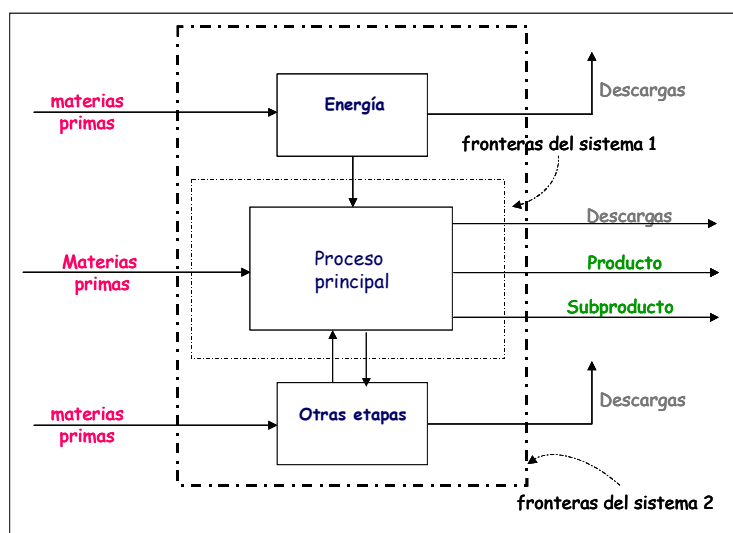 materias
primas
Energía
Descargas
fronteras del sistema 1
Descargas
Materias
primas
Proceso
principal
Producto
Subproducto
materias
primas
Otras etapas
Descargas
fronteras del sistema 2